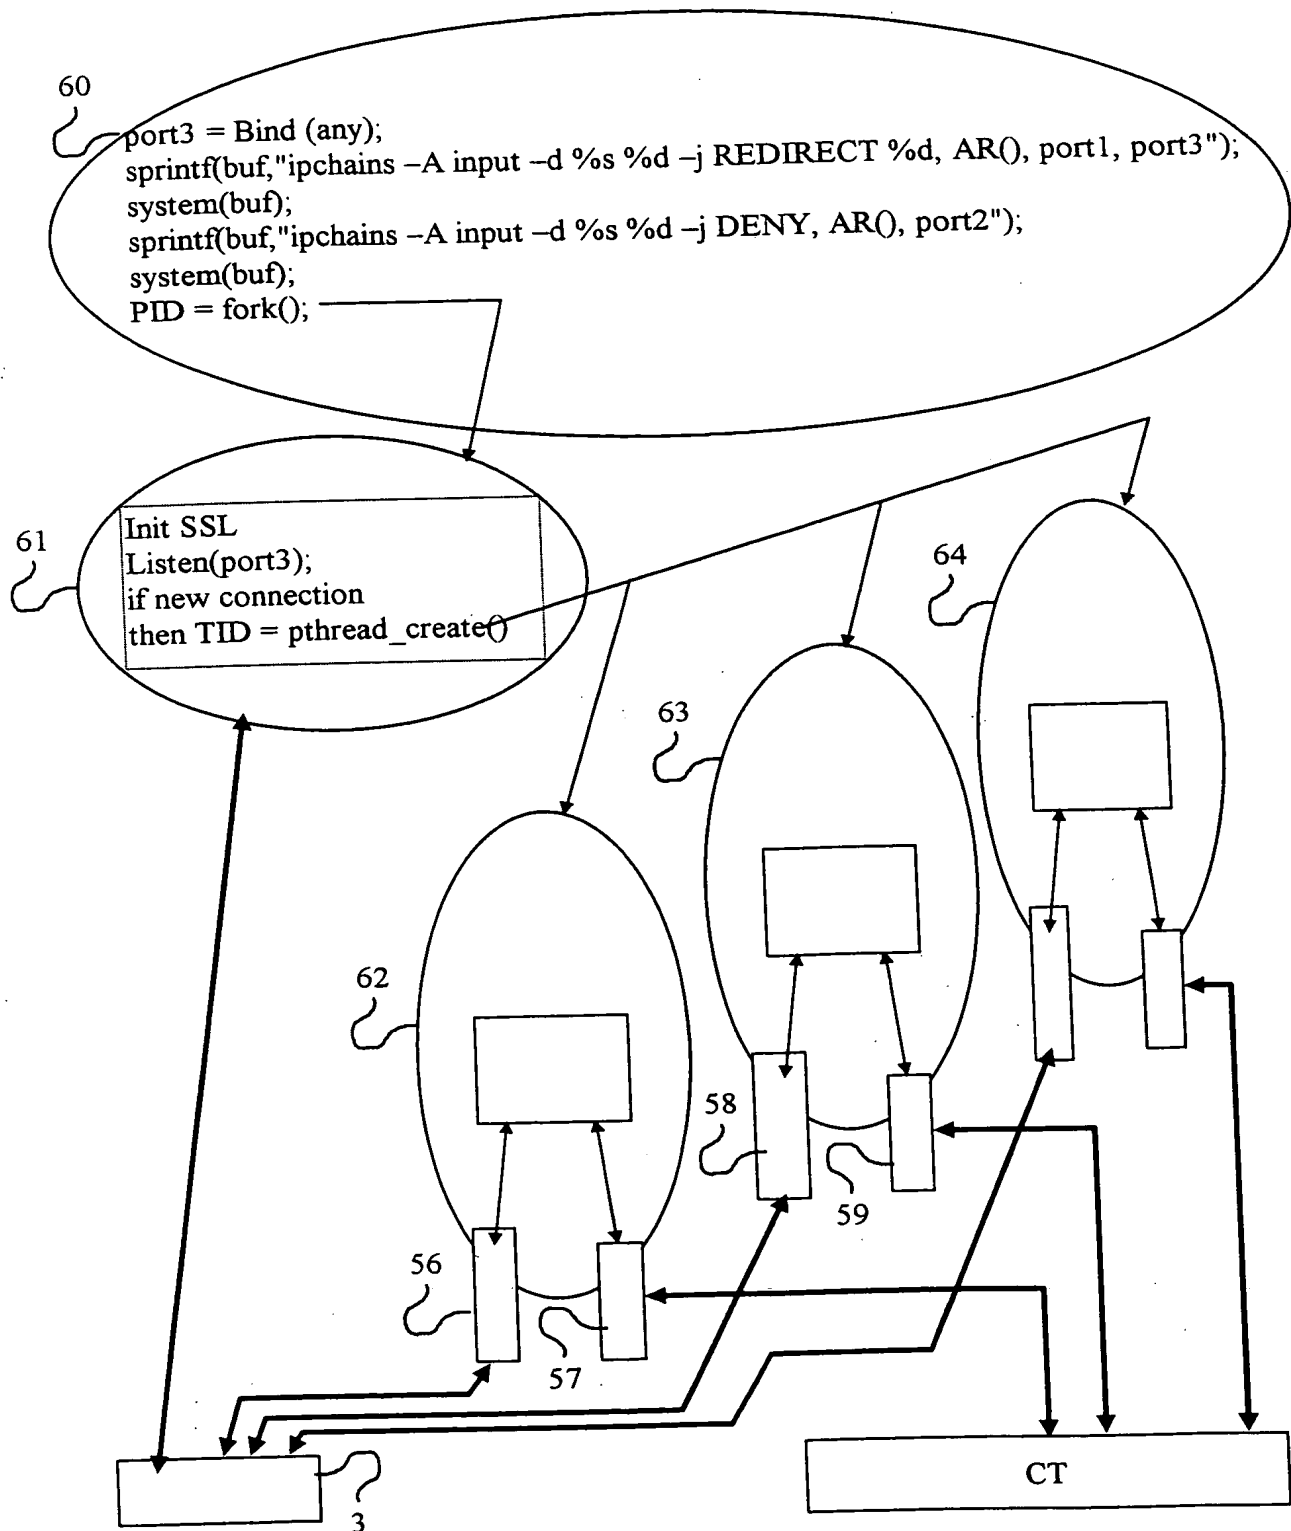 60
port3 = Bind (any);
sprintf(buf,"ipchains –A input –d %s %d –j REDIRECT %d, AR(), port1, port3");
system(buf);
sprintf(buf,"ipchains –A input –d %s %d –j DENY, AR(), port2");
system(buf);
PID = fork();
61
Init SSL
Listen(port3);
if new connection
then TID = pthread_create()
64
63
62
58
59
56
57
3
CT